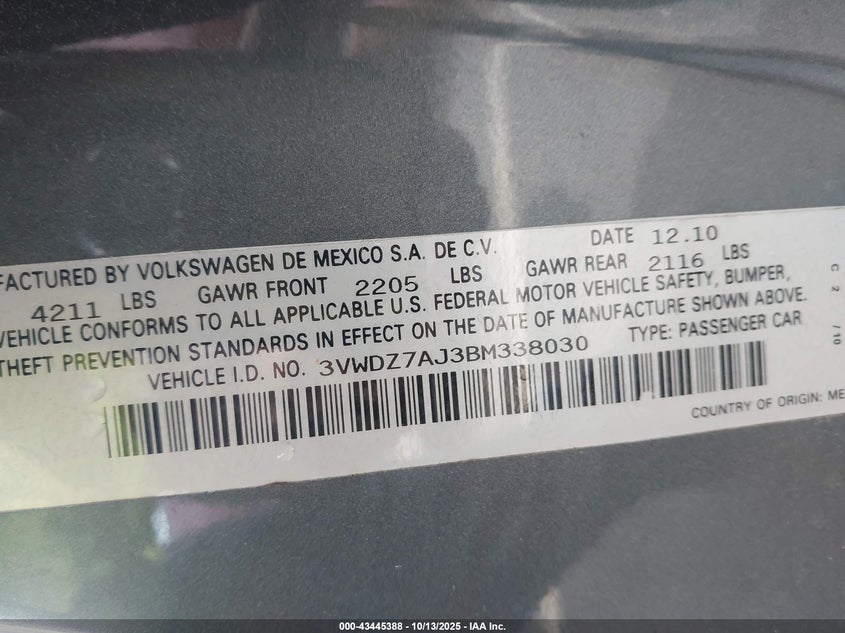 FACTURED BY VOLKSWAGEN DE MEXICO S.A. DE C.V. DATE 12.10
4211 LBS GAWR FRONT 2205 LBS GAWR REAR 2116 LBS
VEHICLE CONFORMS TO ALL APPLICABLE U.S. FEDERAL MOTOR VEHICLE SAFETY, BUMPER,
THEFT PREVENTION STANDARDS IN EFFECT ON THE DATE OF MANUFACTURE SHOWN ABOVE.
VEHICLE I.D. NO. 3VWDZ7AJ3BM338030 TYPE: PASSENGER CAR
COUNTRY OF ORIGIN: ME
C 2 /10
000-43445388 - 10/13/2025 - IAA Inc.